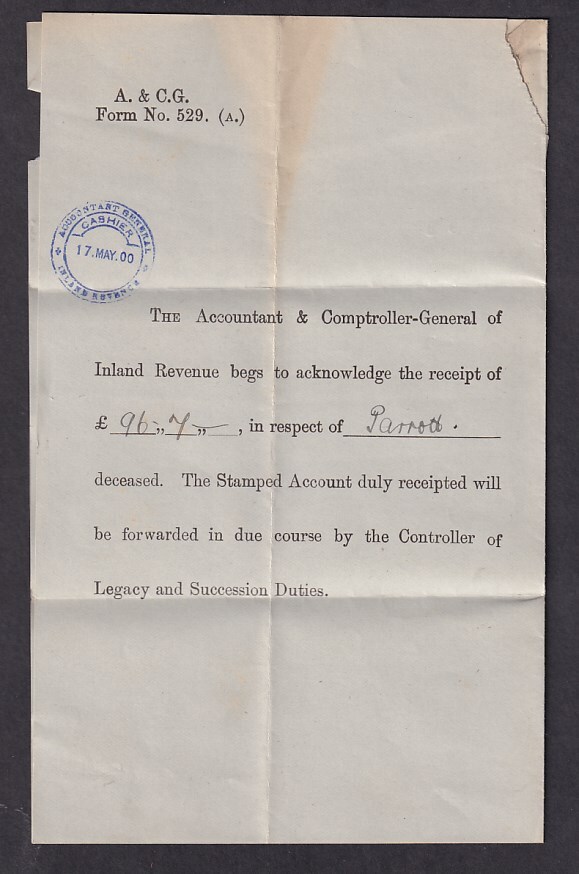 A. & C.G.
Form No. 529. (A.)
ACCOUNTANT GENERAL
CASHIER
17.MAY.00
INLAND REVENUE
THE Accountant & Comptroller-General of
Inland Revenue begs to acknowledge the receipt of
£ 96 „ 7 „ — , in respect of Parrott .
deceased. The Stamped Account duly receipted will
be forwarded in due course by the Controller of
Legacy and Succession Duties.